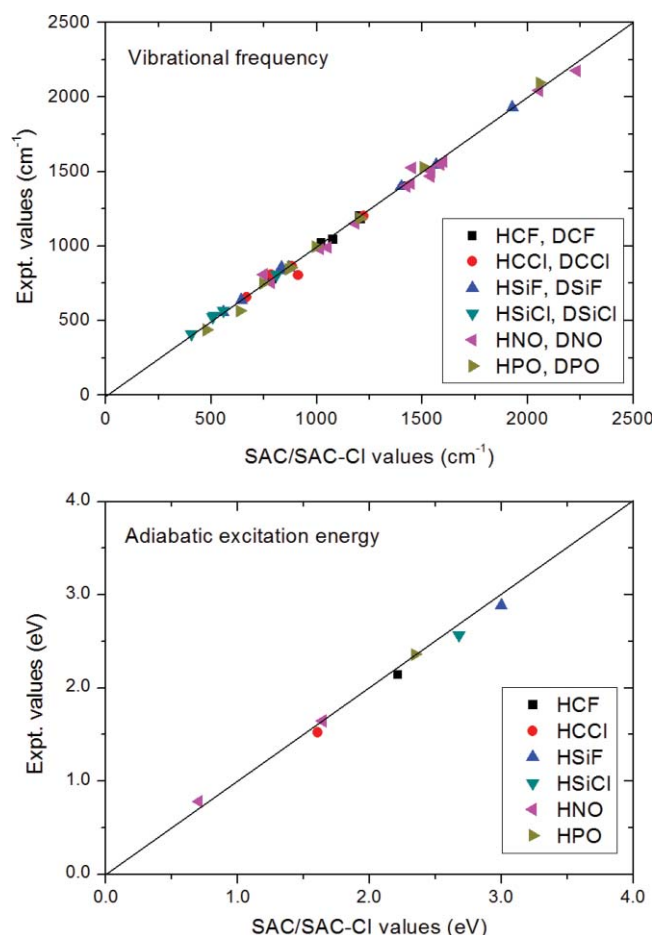 2500
Vibrational frequency
2000
1500
1000
500
0
Expt. values (cm⁻¹)
HCF, DCF
HCCl, DCCl
HSiF, DSiF
HSiCl, DSiCl
HNO, DNO
HPO, DPO
0 500 1000 1500 2000 2500
SAC/SAC-CI values (cm⁻¹)
4.0
Adiabatic excitation energy
3.0
2.0
1.0
0.0
Expt. values (eV)
HCF
HCCl
HSiF
HSiCl
HNO
HPO
0.0 1.0 2.0 3.0 4.0
SAC/SAC-CI values (eV)